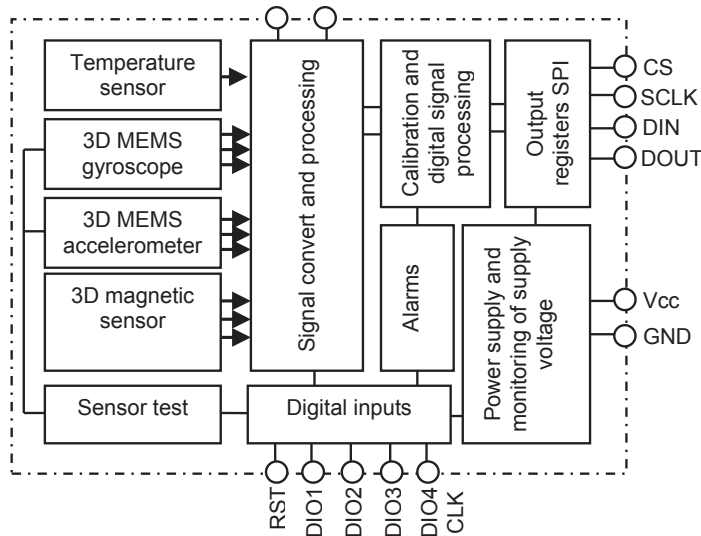 Temperature
sensor
3D MEMS
gyroscope
3D MEMS
accelerometer
3D magnetic
sensor
Sensor test
Signal convert and processing
Digital inputs
Calibration and
digital signal
processing
Alarms
Output
registers SPI
Power supply and
monitoring of supply
voltage
CS
SCLK
DIN
DOUT
Vcc
GND
RST
DIO1
DIO2
DIO3
DIO4
CLK